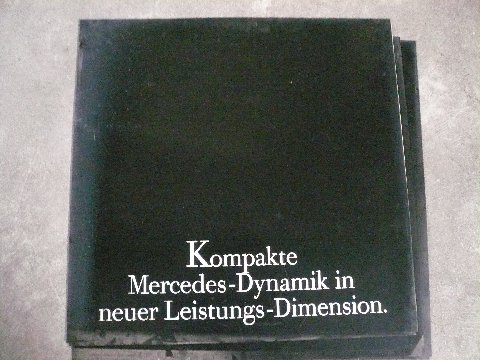 Kompakte
Mercedes-Dynamik in
neuer Leistungs-Dimension.